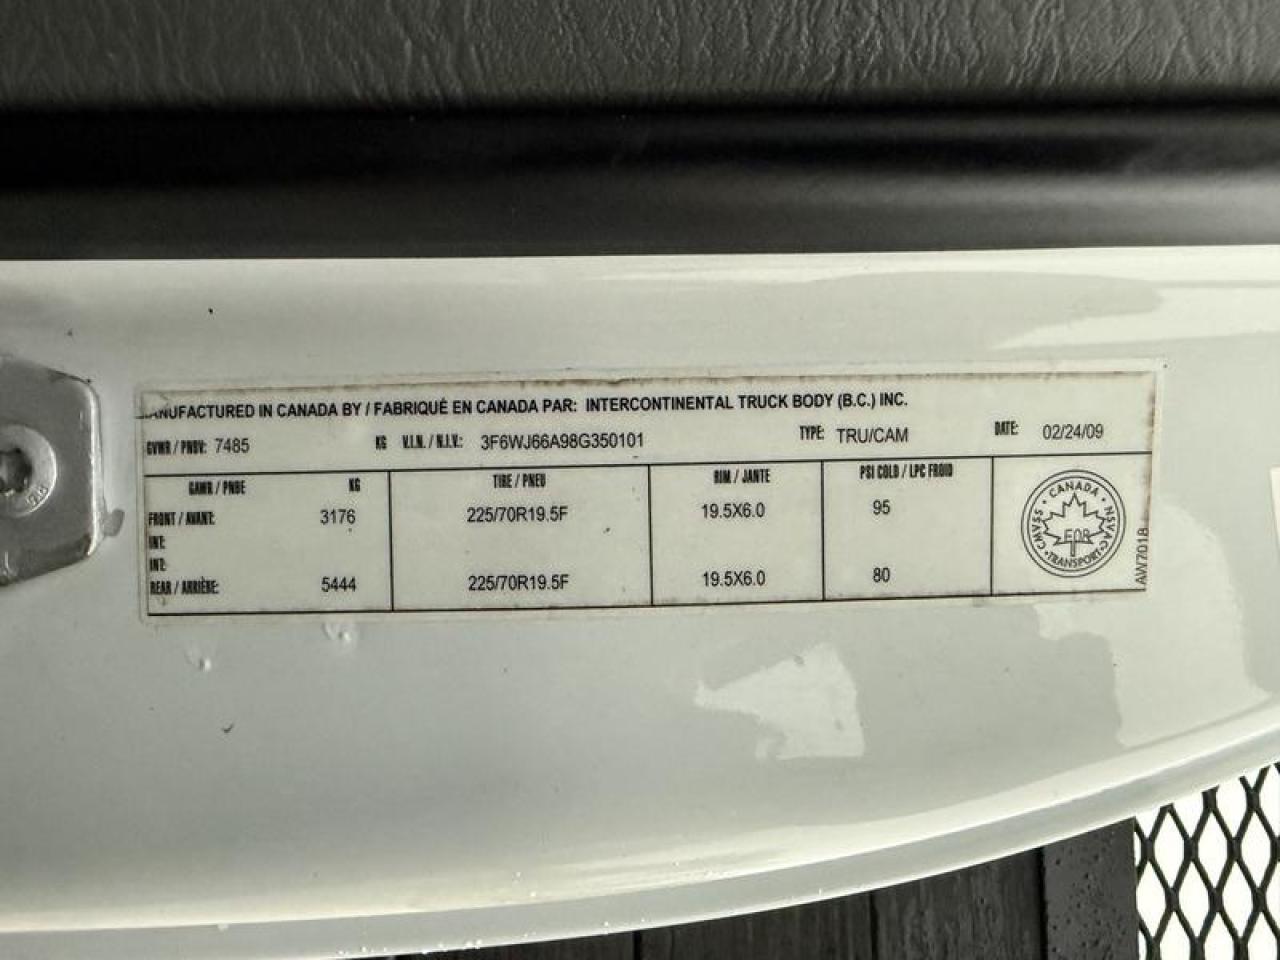 MANUFACTURED IN CANADA BY / FABRIQUÉ EN CANADA PAR: INTERCONTINENTAL TRUCK BODY (B.C.) INC.
GVWR / PNBV: 7485 KG V.I.N. / N.I.V.: 3F6WJ66A98G350101 TYPE: TRU/CAM DATE: 02/24/09
GAWR / PNBE KG TIRE / PNEU RIM / JANTE PSI COLD / LPC FROID
FRONT / AVANT: 3176 225/70R19.5F 19.5X6.0 95
INT:
INT:
REAR / ARRIÈRE: 5444 225/70R19.5F 19.5X6.0 80
CANADA
CMVSS NSVAC
TRANSPORT
AW7018